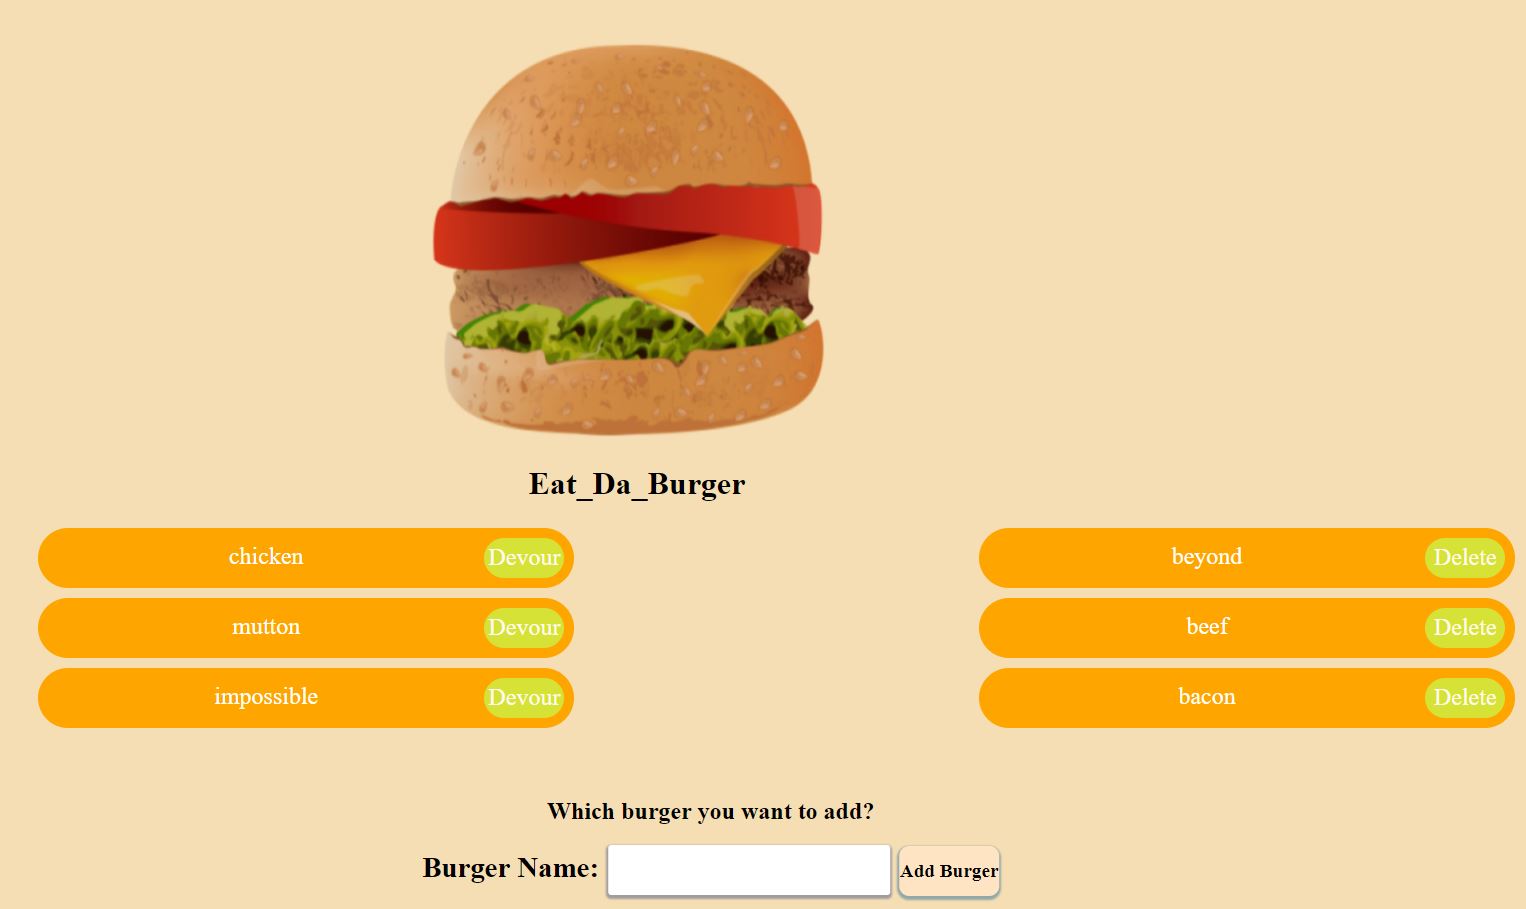 Eat_Da_Burger
chicken Devour
mutton Devour
impossible Devour
beyond Delete
beef Delete
bacon Delete
Which burger you want to add?
Burger Name: Add Burger